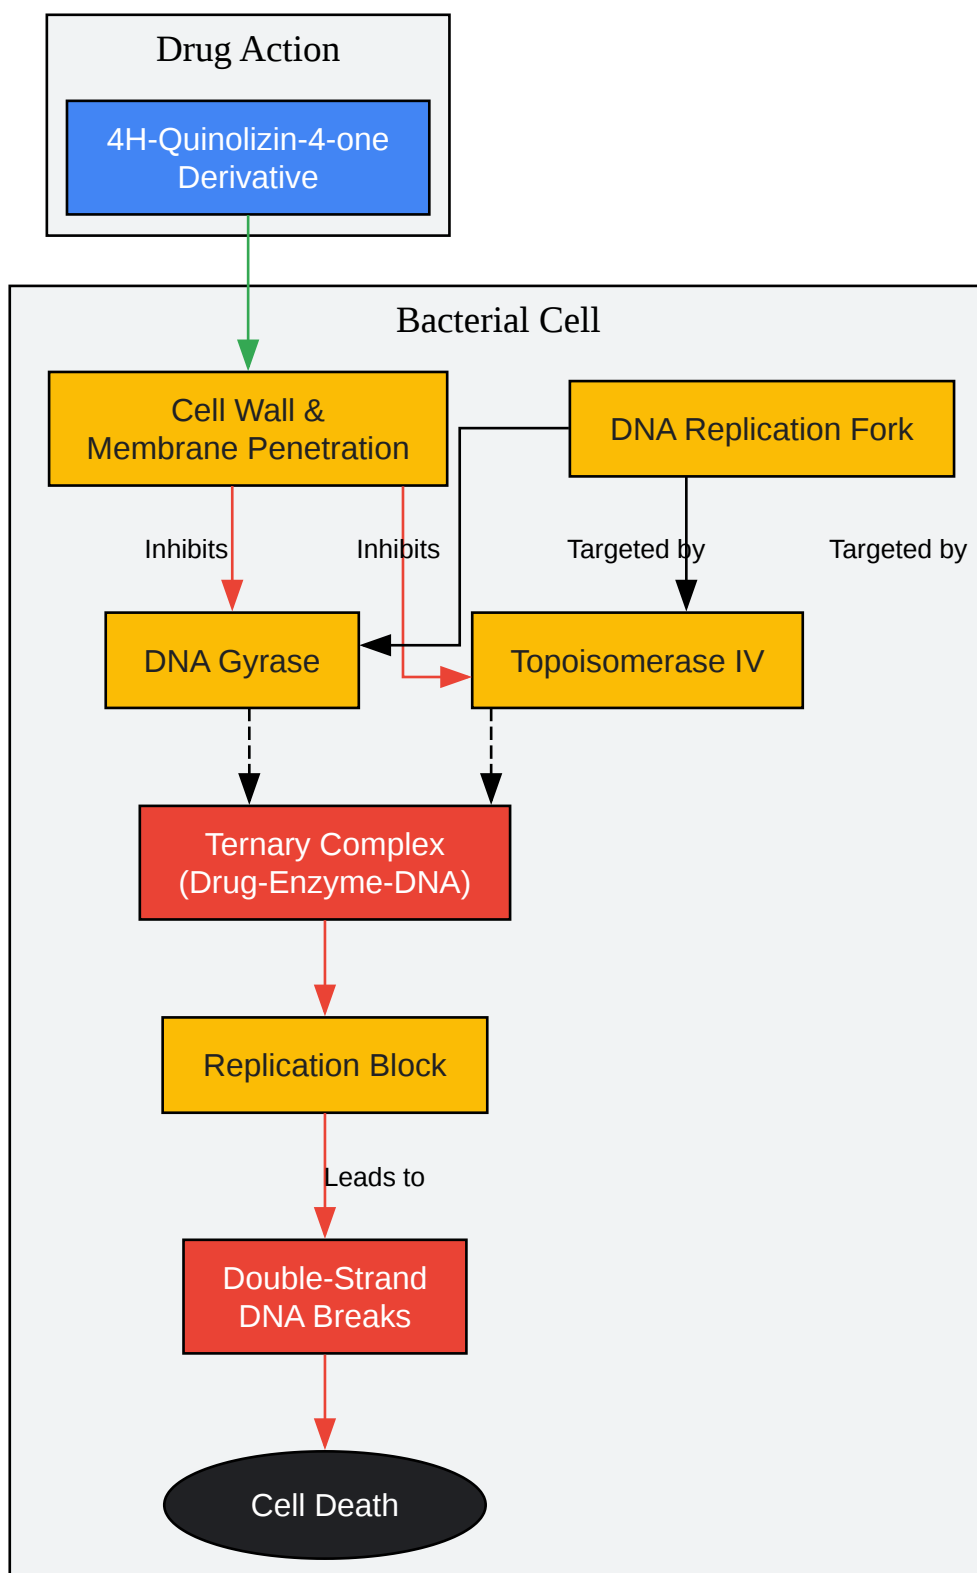 Drug Action
4H-Quinolizin-4-one
Derivative
Bacterial Cell
Cell Wall &
Membrane Penetration
DNA Replication Fork
Inhibits
Inhibits
Targeted by
Targeted by
DNA Gyrase
Topoisomerase IV
Ternary Complex
(Drug-Enzyme-DNA)
Replication Block
Leads to
Double-Strand
DNA Breaks
Cell Death